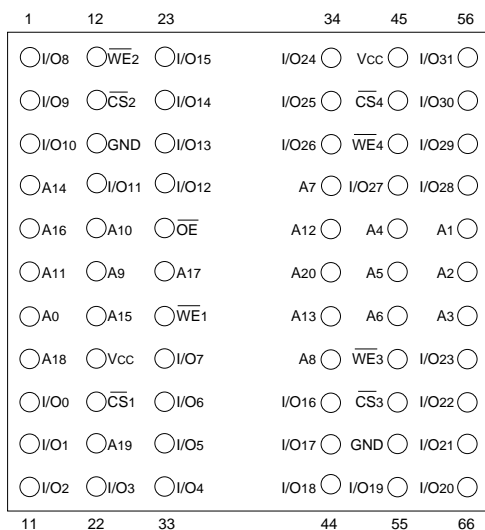 1 12 23 34 45 56
I/O8 WE2 I/O15 I/O24 Vcc I/O31
I/O9 CS2 I/O14 I/O25 CS4 I/O30
I/O10 GND I/O13 I/O26 WE4 I/O29
A14 I/O11 I/O12 A7 I/O27 I/O28
A16 A10 OE A12 A4 A1
A11 A9 A17 A20 A5 A2
A0 A15 WE1 A13 A6 A3
A18 Vcc I/O7 A8 WE3 I/O23
I/O0 CS1 I/O6 I/O16 CS3 I/O22
I/O1 A19 I/O5 I/O17 GND I/O21
I/O2 I/O3 I/O4 I/O18 I/O19 I/O20
11 22 33 44 55 66